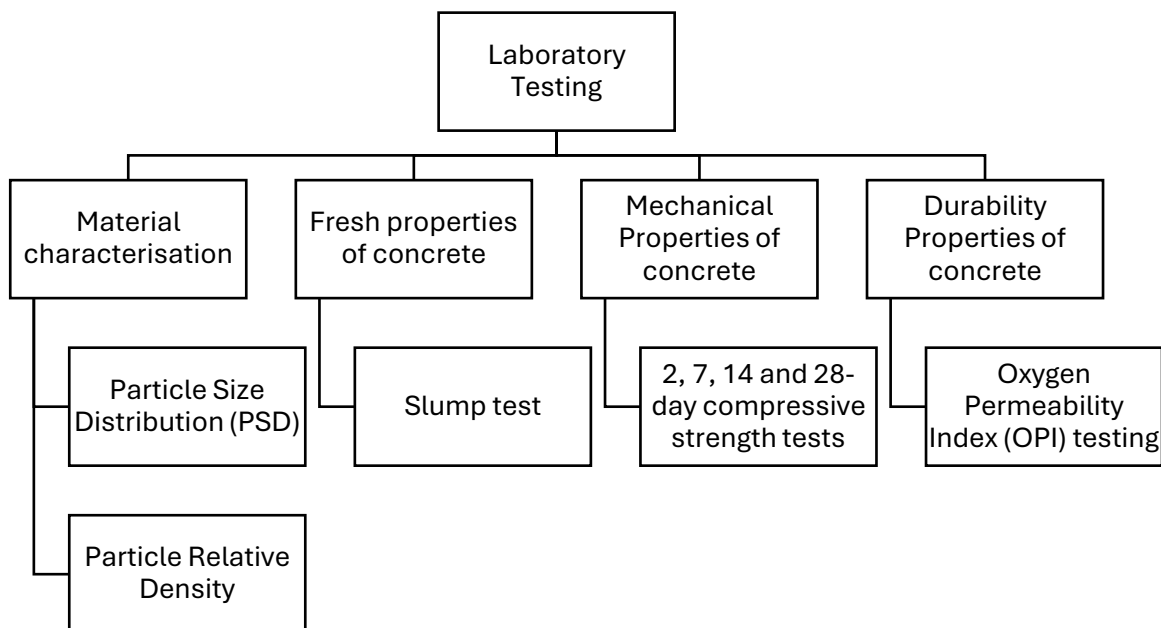 Laboratory
Testing
Material
characterisation
Fresh properties
of concrete
Mechanical
Properties of
concrete
Durability
Properties of
concrete
Particle Size
Distribution (PSD)
Slump test
2, 7, 14 and 28-
day compressive
strength tests
Oxygen
Permeability
Index (OPI) testing
Particle Relative
Density